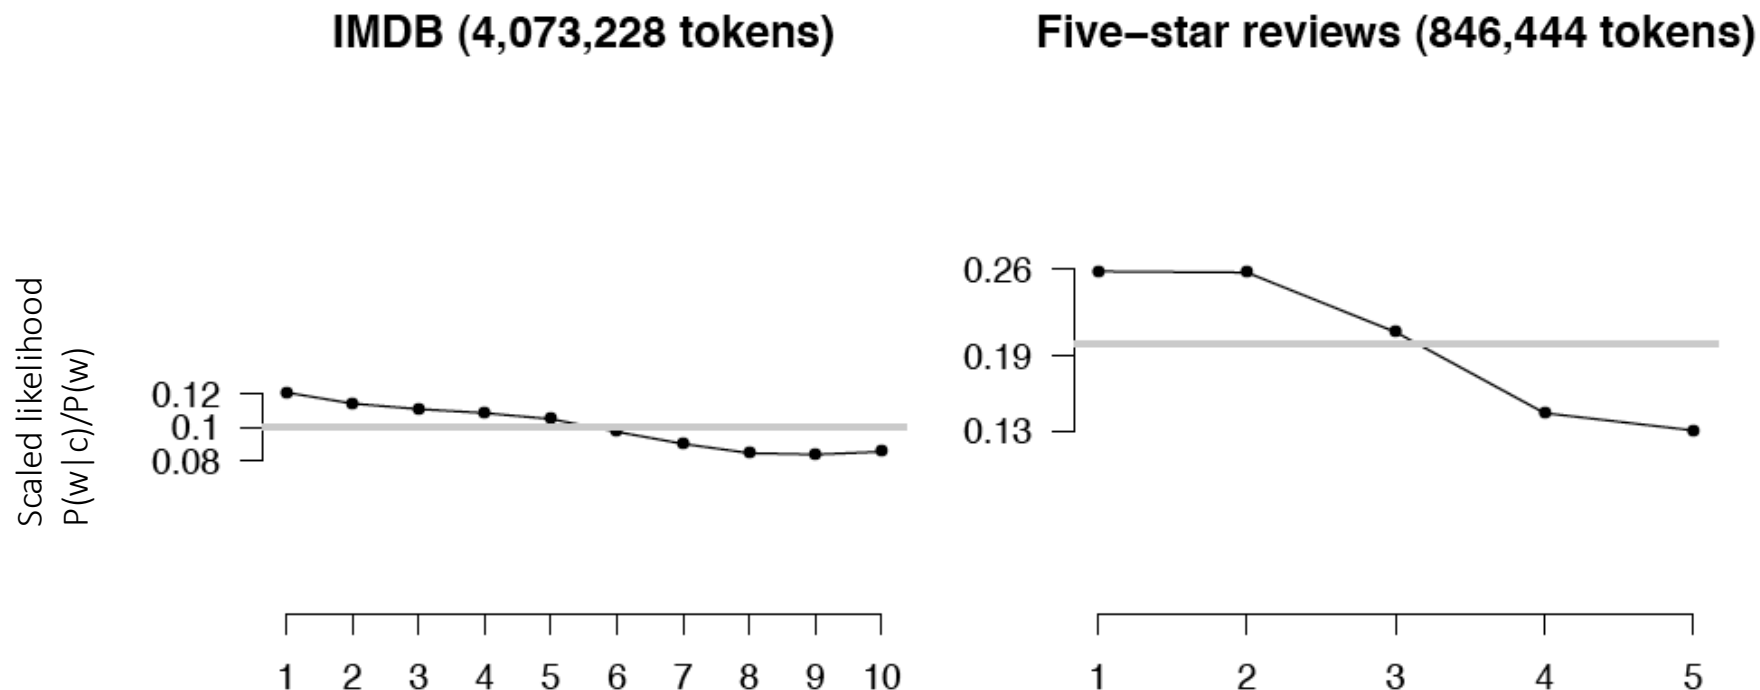 IMDB (4,073,228 tokens)
Five–star reviews (846,444 tokens)
Scaled likelihood
P(w|c)/P(w)
0.12
0.1
0.08
1 2 3 4 5 6 7 8 9 10
0.26
0.19
0.13
1 2 3 4 5